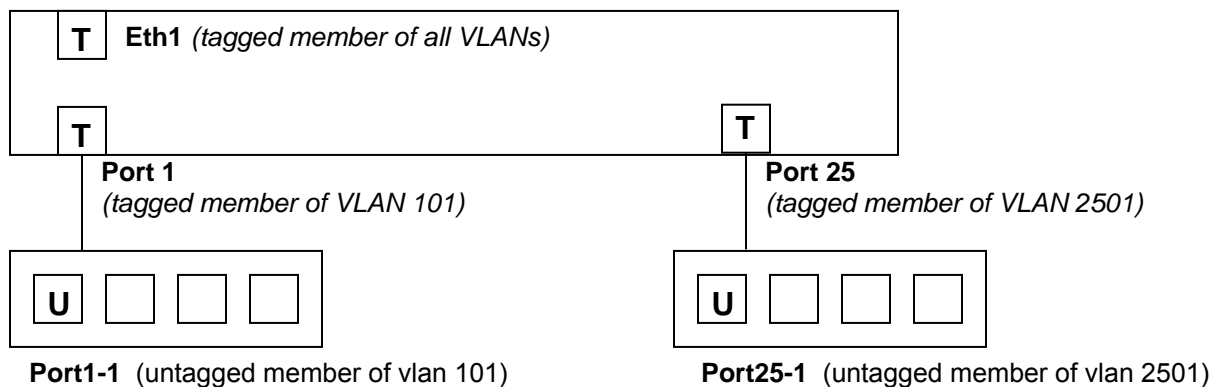 T Eth1 (tagged member of all VLANs)
T T
Port 1 Port 25
(tagged member of VLAN 101) (tagged member of VLAN 2501)
U U
Port1-1 (untagged member of vlan 101) Port25-1 (untagged member of vlan 2501)